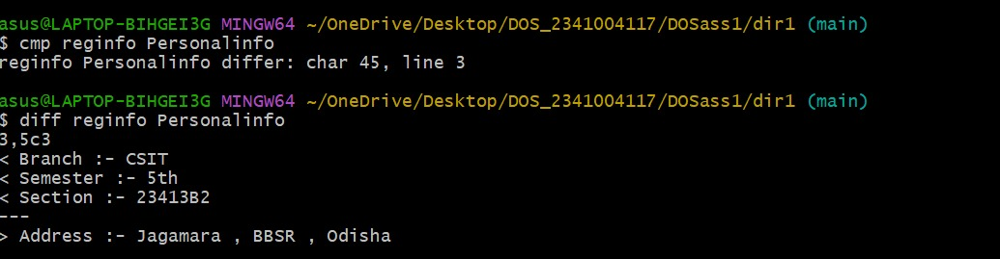 asus@LAPTOP-BIHGEI3G MINGW64 ~/OneDrive/Desktop/DOS_2341004117/DOSass1/dir1 (main)
$ cmp reginfo Personalinfo
reginfo Personalinfo differ: char 45, line 3

asus@LAPTOP-BIHGEI3G MINGW64 ~/OneDrive/Desktop/DOS_2341004117/DOSass1/dir1 (main)
$ diff reginfo Personalinfo
3,5c3
< Branch :- CSIT
< Semester :- 5th
< Section :- 23413B2
---
> Address :- Jagamara , BBSR , Odisha